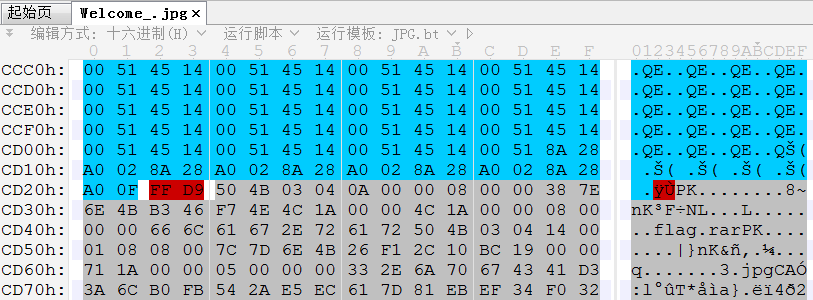 起始页 Welcome_.jpg ×
编辑方式: 十六进制(H) 运行脚本 运行模板: JPG.bt
0 1 2 3 4 5 6 7 8 9 A B C D E F 0123456789ABCDEF
CCC0h: 00 51 45 14 00 51 45 14 00 51 45 14 00 51 45 14 .QE..QE..QE..QE.
CCD0h: 00 51 45 14 00 51 45 14 00 51 45 14 00 51 45 14 .QE..QE..QE..QE.
CCE0h: 00 51 45 14 00 51 45 14 00 51 45 14 00 51 45 14 .QE..QE..QE..QE.
CCF0h: 00 51 45 14 00 51 45 14 00 51 45 14 00 51 45 14 .QE..QE..QE..QE.
CD00h: 00 51 45 14 00 51 45 14 00 51 45 14 00 51 8A 28 .QE..QE..QE..QŠ(
CD10h: A0 02 8A 28 A0 02 8A 28 A0 02 8A 28 A0 02 8A 28 .Š( .Š( .Š( .Š(
CD20h: A0 0F FF D9 50 4B 03 04 0A 00 00 08 00 00 38 7E .ÿÙPK........8~
CD30h: 6E 4B B3 46 F7 4E 4C 1A 00 00 4C 1A 00 00 08 00 nK³F÷NL...L.....
CD40h: 00 00 66 6C 61 67 2E 72 61 72 50 4B 03 04 14 00 ..flag.rarPK....
CD50h: 01 08 08 00 7C 7D 6E 4B 26 F1 2C 10 BC 19 00 00 ....|}nK&ñ,.¼...
CD60h: 71 1A 00 00 05 00 00 00 33 2E 6A 70 67 43 41 D3 q.......3.jpgCAÓ
CD70h: 3A 6C B0 FB 54 2A E5 EC 61 7D 81 EB EF 34 F0 32 :l°ûT*åìa}.ëï4ð2